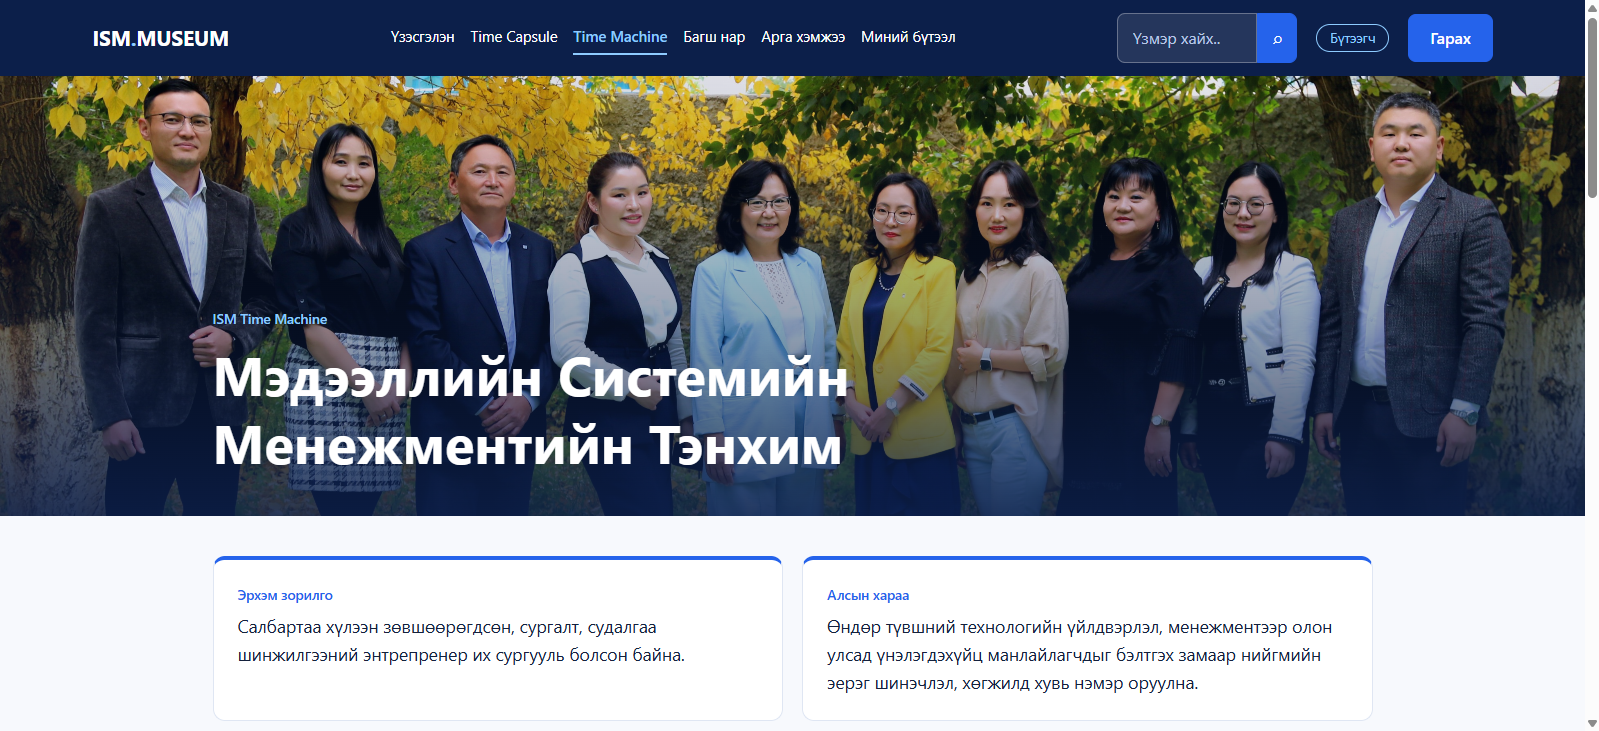 ISM.MUSEUM
Үзэсгэлэн
Time Capsule
Time Machine
Багш нар
Арга хэмжээ
Миний бүтээл
Үзмэр хайх..
Бүтээгч
Гарах
ISM Time Machine
Мэдээллийн Системийн
Менежментийн Тэнхим
Эрхэм зорилго
Салбартаа хүлээн зөвшөөрөгдсөн, сургалт, судалгаа
шинжилгээний энтрепренер их сургууль болсон байна.
Алсын хараа
Өндөр түвшний технологийн үйлдвэрлэл, менежментээр олон
улсад үнэлэгдэхүйц манлайлагчдыг бэлтгэх замаар нийгмийн
эерэг шинэчлэл, хөгжилд хувь нэмэр оруулна.